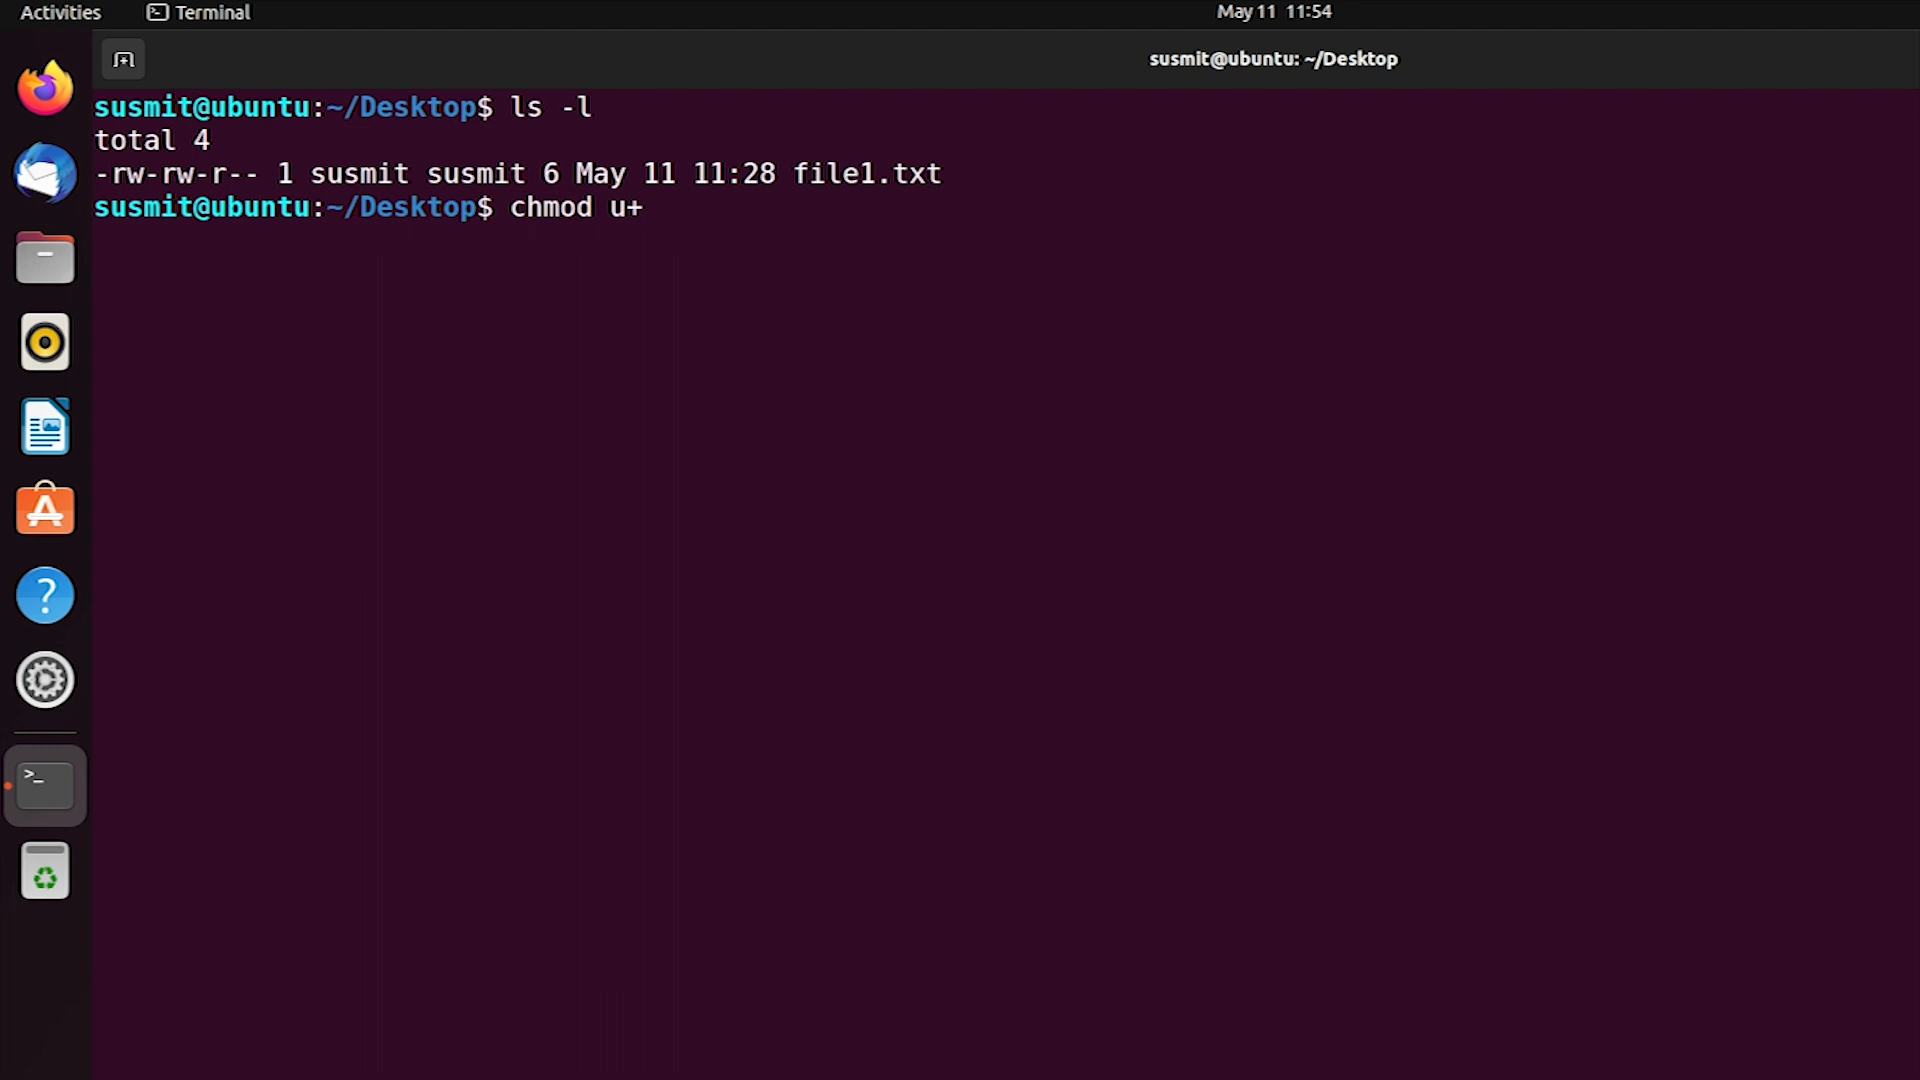 Activities Terminal May 11 11:54
susmit@ubuntu: ~/Desktop
susmit@ubuntu:~/Desktop$ ls -l
total 4
-rw-rw-r-- 1 susmit susmit 6 May 11 11:28 file1.txt
susmit@ubuntu:~/Desktop$ chmod u+